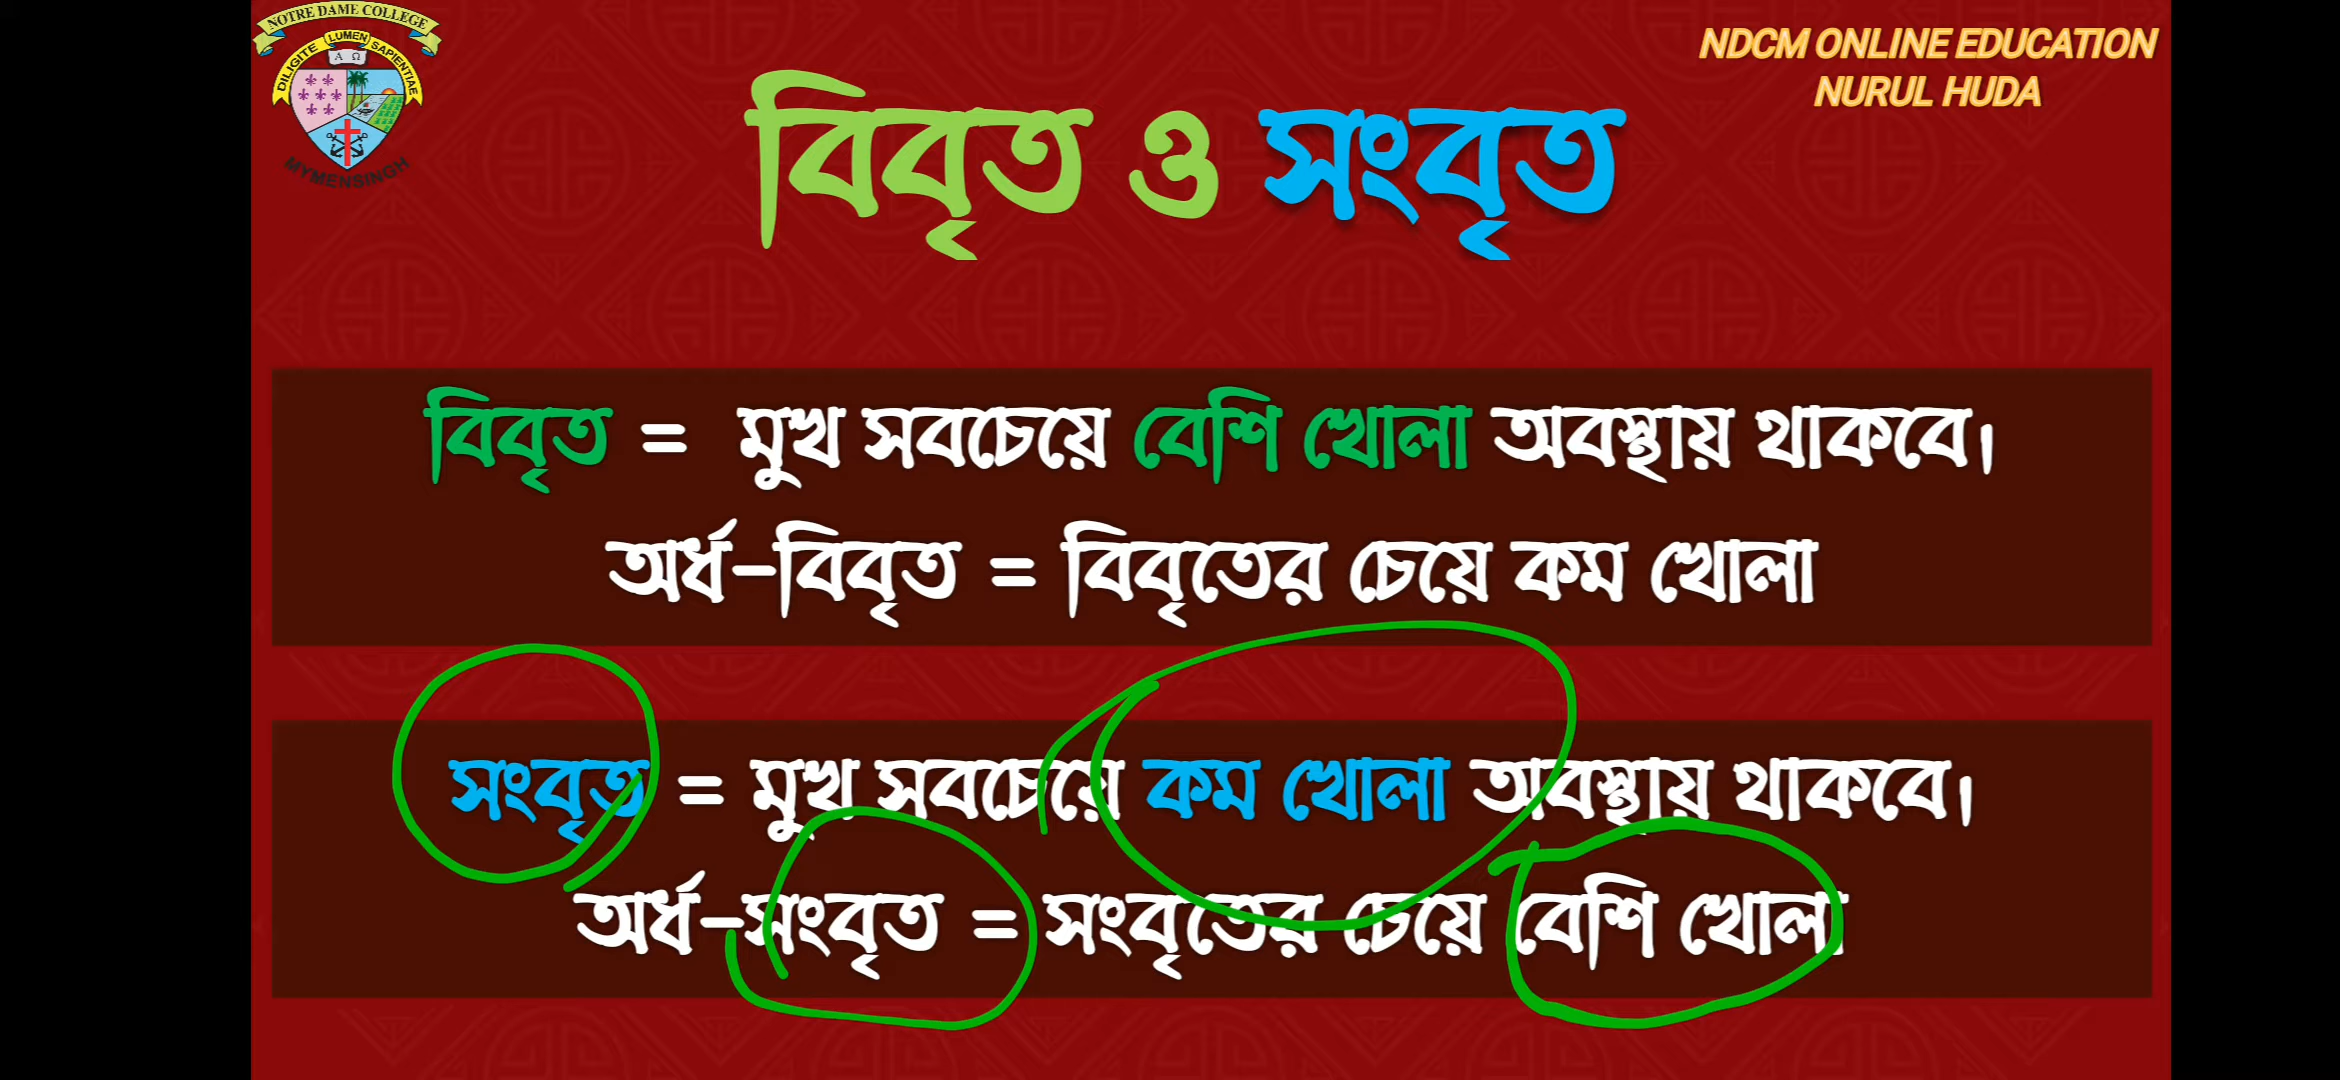 NOTRE DAME COLLEGE
DILIGITE LUMEN SAPIENTIAE
Α Ω
MYMENSINGH
NDCM ONLINE EDUCATION
NURUL HUDA
বিবৃত ও সংবৃত
বিবৃত = মুখ সবচেয়ে বেশি খোলা অবস্থায় থাকবে।
অর্ধ-বিবৃত = বিবৃতের চেয়ে কম খোলা
সংবৃত = মুখ সবচেয়ে কম খোলা অবস্থায় থাকবে।
অর্ধ-সংবৃত = সংবৃতের চেয়ে বেশি খোলা